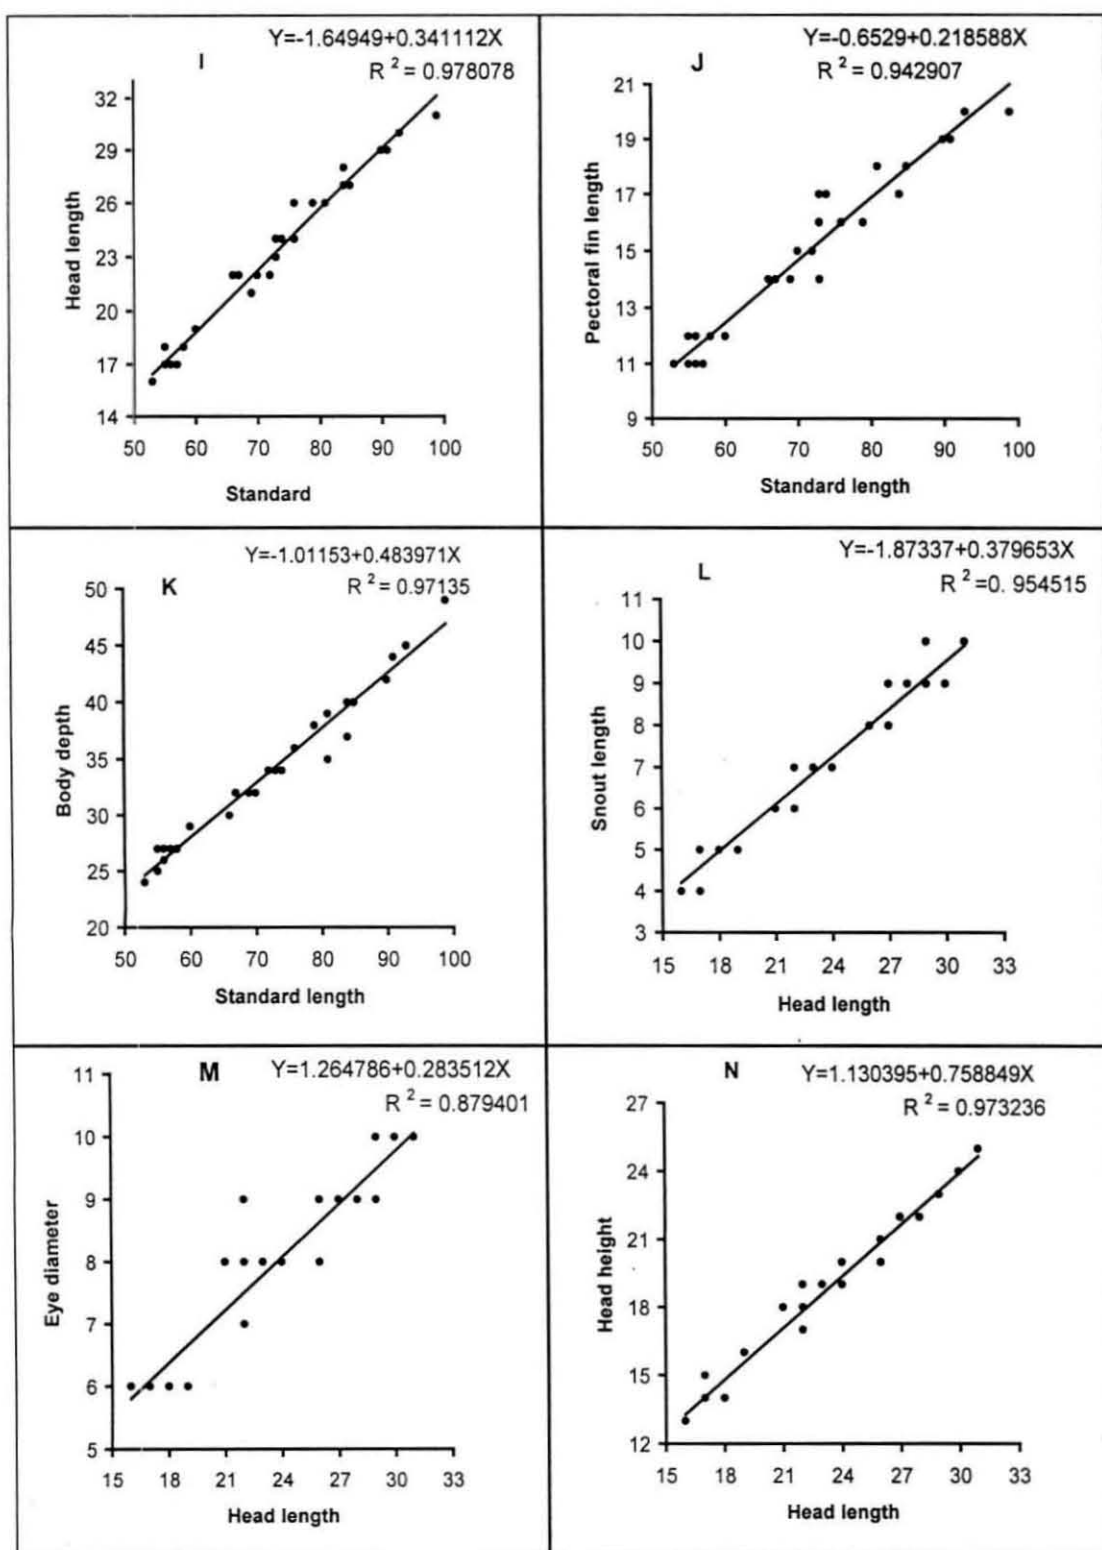 Y=-1.64949+0.341112X
I
R 2 = 0.978078
32
29
26
23
20
17
14
Head length
50 60 70 80 90 100
Standard
Y=-0.6529+0.218588X
J
R 2 = 0.942907
21
19
17
15
13
11
9
Pectoral fin length
50 60 70 80 90 100
Standard length
Y=-1.01153+0.483971X
K
R 2 = 0.97135
50
45
40
35
30
25
20
Body depth
50 60 70 80 90 100
Standard length
Y=-1.87337+0.379653X
L
R 2 =0. 954515
11
10
9
8
7
6
5
4
3
Snout length
15 18 21 24 27 30 33
Head length
M
Y=1.264786+0.283512X
R 2 = 0.879401
11
10
9
8
7
6
5
Eye diameter
15 18 21 24 27 30 33
Head length
N
Y=1.130395+0.758849X
R 2 = 0.973236
27
24
21
18
15
12
Head height
15 18 21 24 27 30 33
Head length